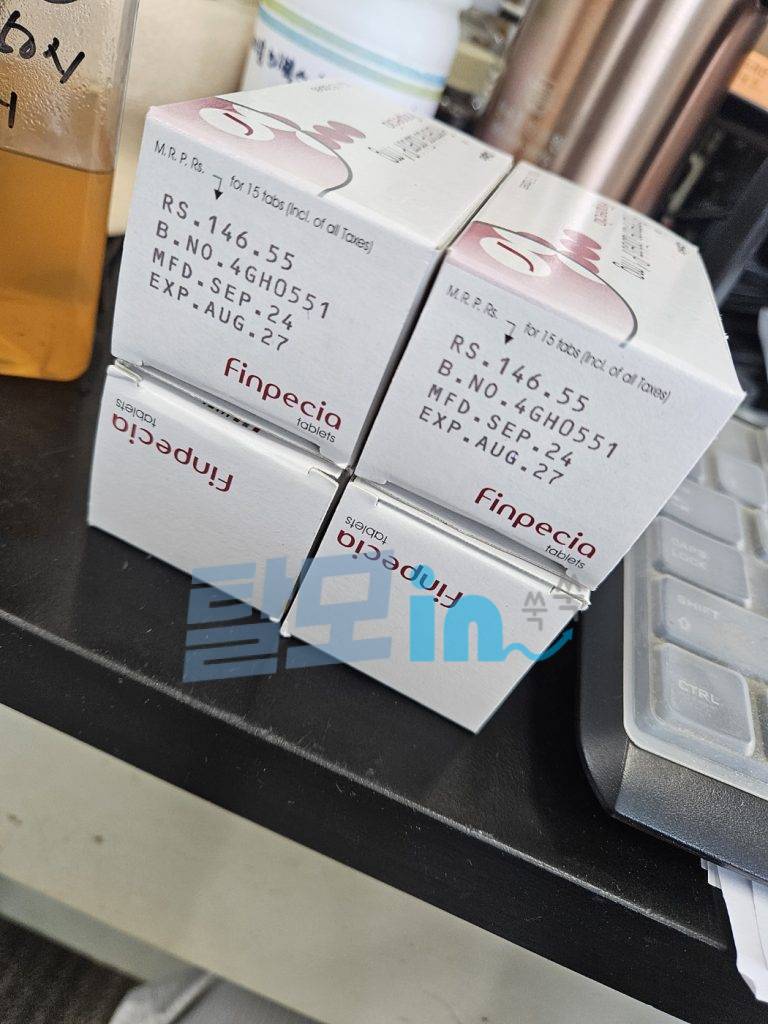 M.R.P. Rs. for 15 tabs (Incl. of all Taxes)
RS.146.55
B.NO.4GH0551
MFD.SEP.24
EXP.AUG.27
Finpecia
tablets
M.R.P. Rs. for 15 tabs (Incl. of all Taxes)
RS.146.55
B.NO.4GH0551
MFD.SEP.24
EXP.AUG.27
Finpecia
tablets
Finpecia
tablets
Finpecia
tablets
탈모in
쑥쑥
CAPS
LOCK
SHIFT
CTRL